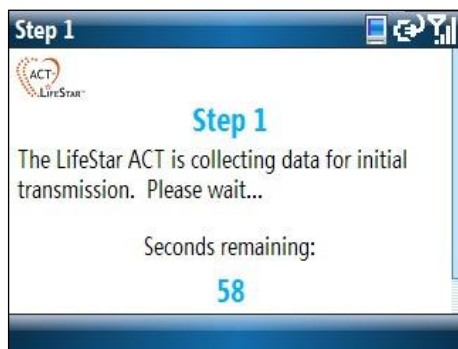 Step 1
ACT
LifeStar
Step 1
The LifeStar ACT is collecting data for initial
transmission.  Please wait...
Seconds remaining:
58